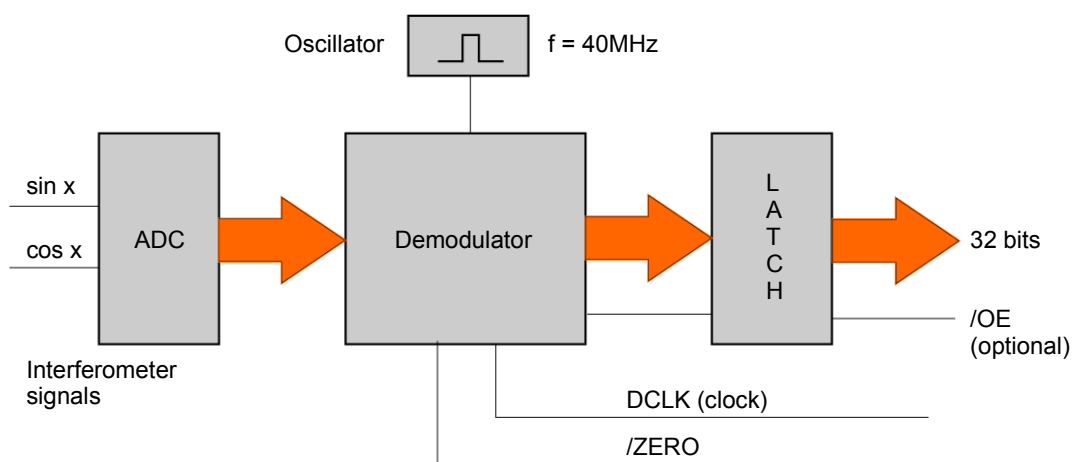 Oscillator
f = 40MHz
sin x
cos x
ADC
Demodulator
L
A
T
C
H
32 bits
/OE
(optional)
Interferometer
signals
DCLK (clock)
/ZERO